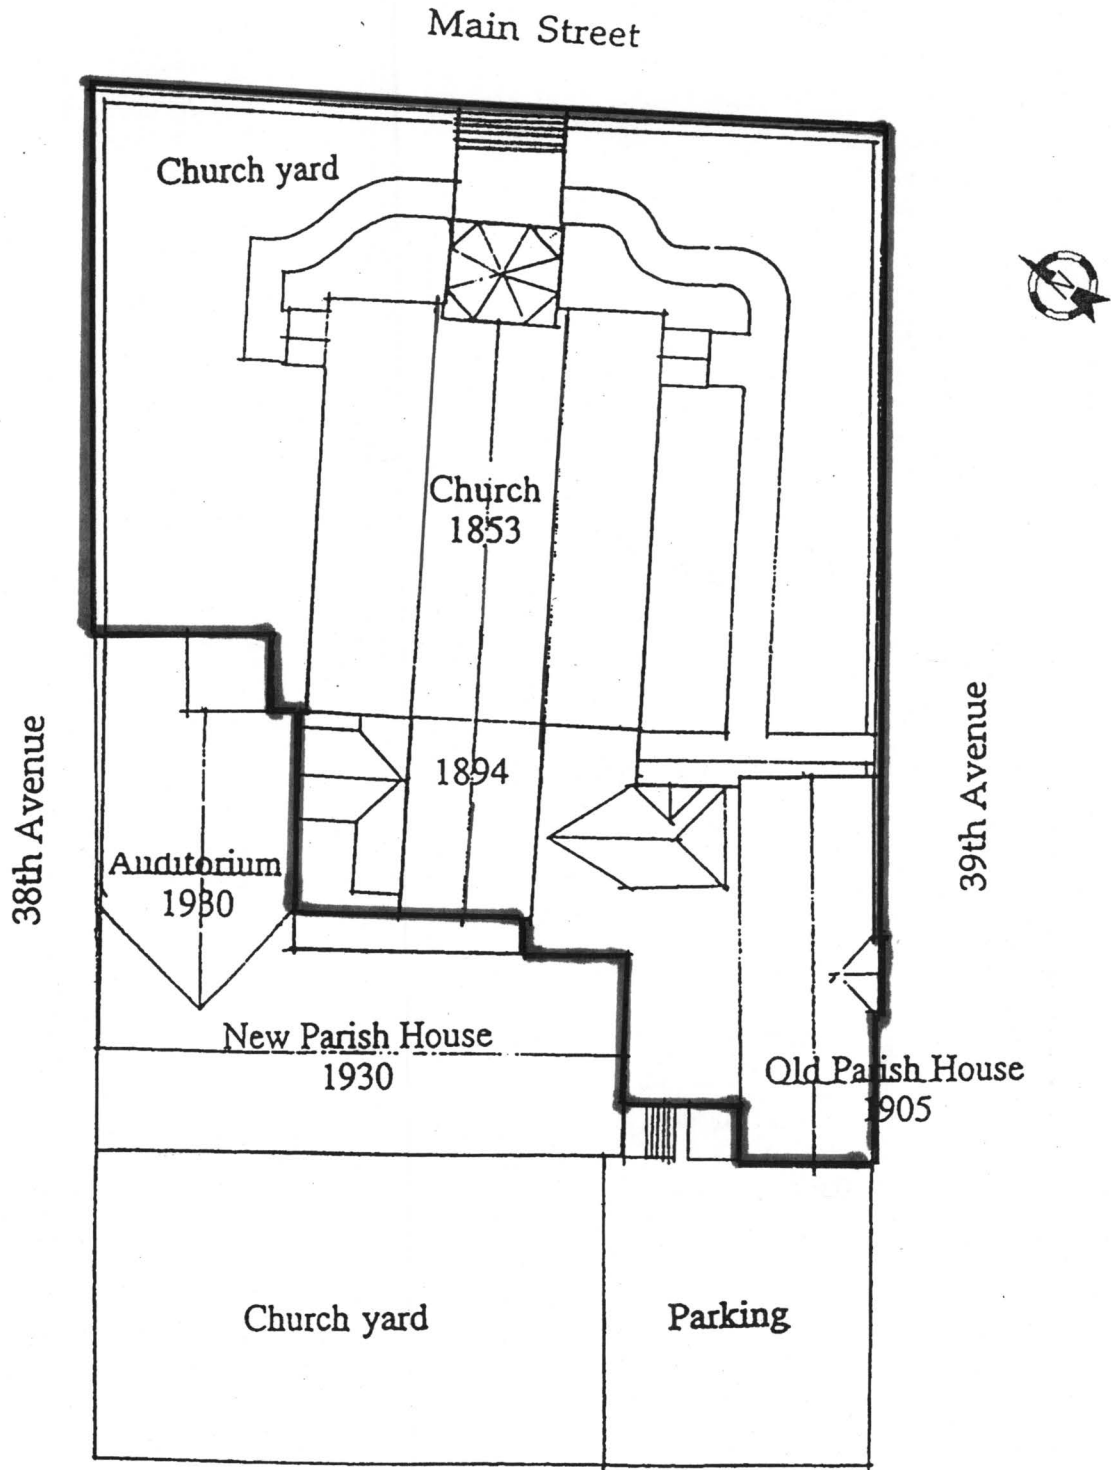 Main Street
Church yard
N
Church
1853
1894
38th Avenue
39th Avenue
Auditorium
1930
New Parish House
1930
Old Parish House
1905
Church yard
Parking